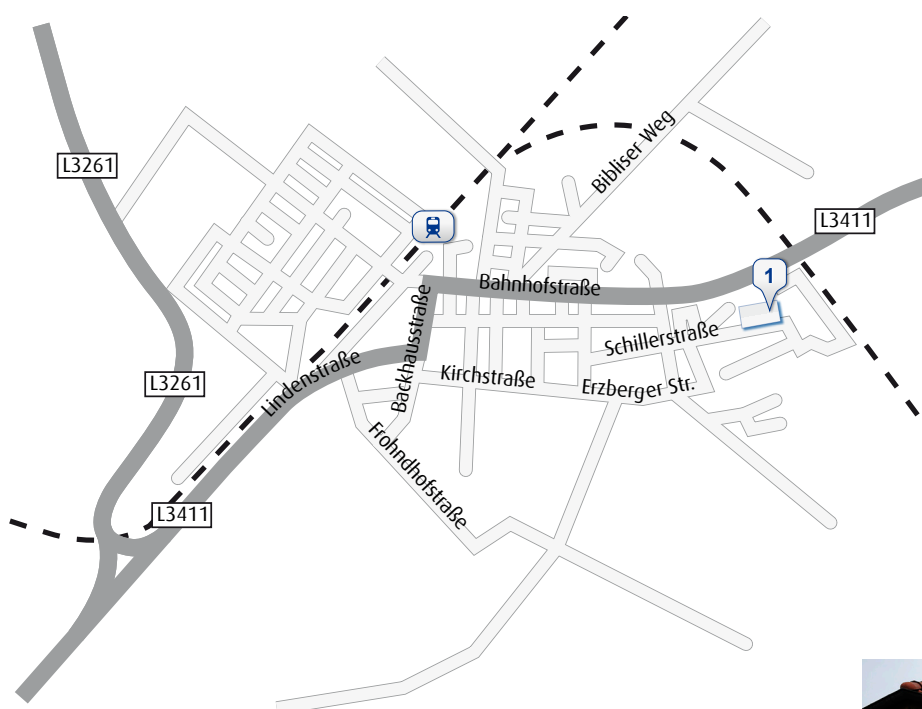 Bibliser Weg
L3261
L3411
1
Bahnhofstraße
Schillerstraße
Backhausstraße
Lindenstraße
Kirchstraße
L3261
Erzberger Str.
Frohndhofstraße
L3411